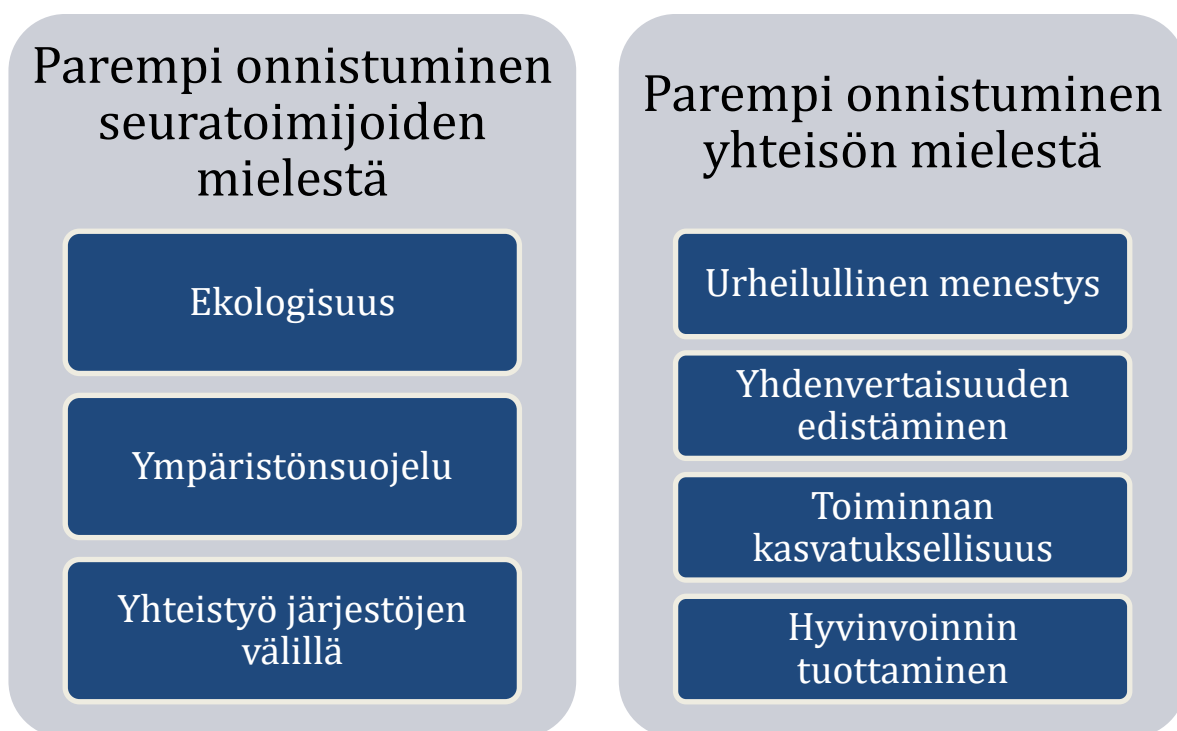 Parempi onnistuminen
seuratoimijoiden
mielestä
Ekologisuus
Ympäristönsuojelu
Yhteistyö järjestöjen
välillä
Parempi onnistuminen
yhteisön mielestä
Urheilullinen menestys
Yhdenvertaisuuden
edistäminen
Toiminnan
kasvatuksellisuus
Hyvinvoinnin
tuottaminen